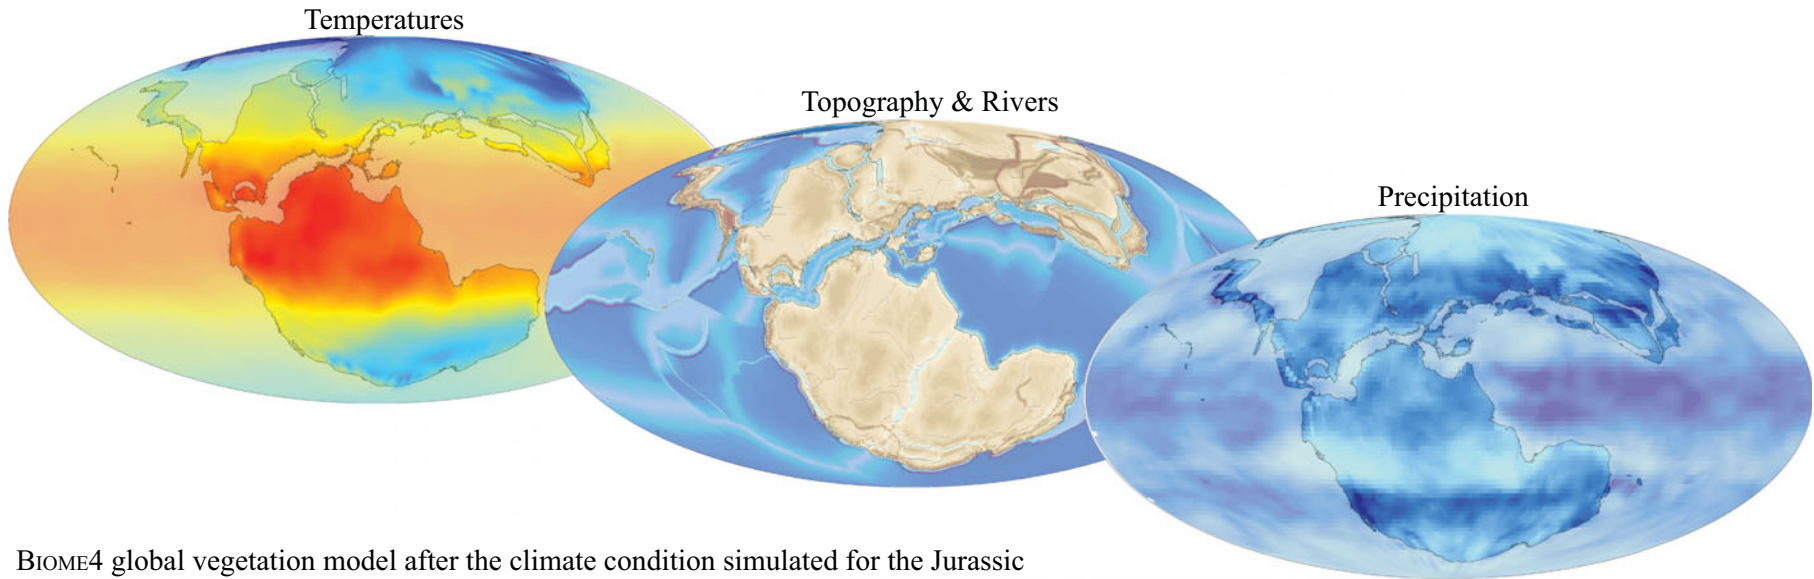 Temperatures
Topography & Rivers
Precipitation
BIOME4 global vegetation model after the climate condition simulated for the Jurassic